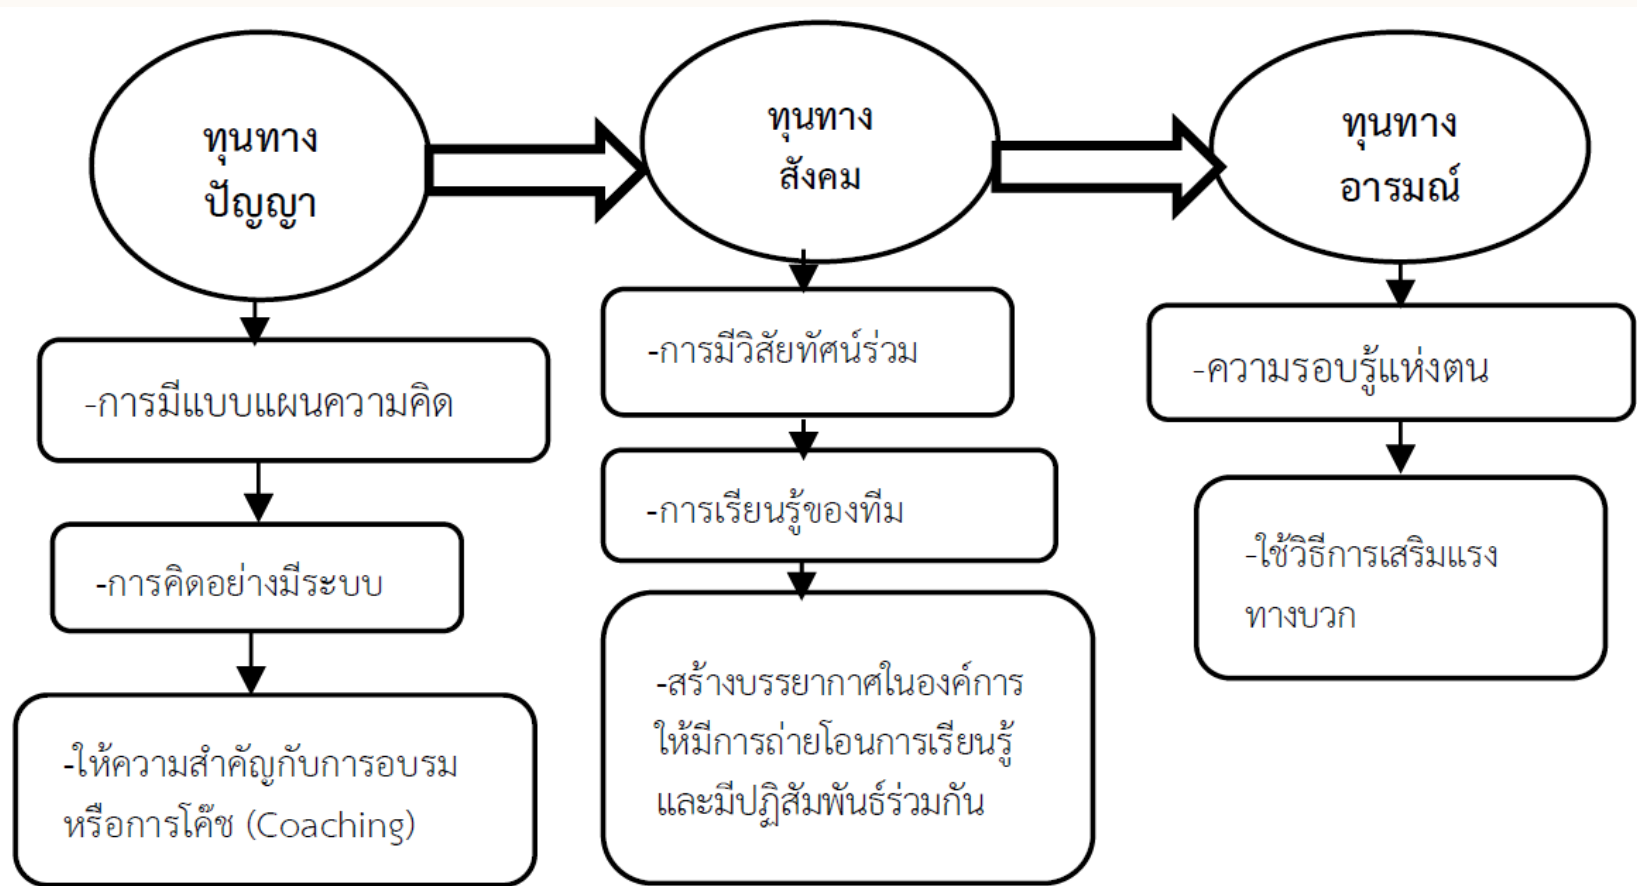 ทุนทาง
ปัญญา
-การมีแบบแผนความคิด
-การคิดอย่างมีระบบ
-ให้ความสำคัญกับการอบรม
หรือการโค๊ช (Coaching)
ทุนทาง
สังคม
-การมีวิสัยทัศน์ร่วม
-การเรียนรู้ของทีม
-สร้างบรรยากาศในองค์การ
ให้มีการถ่ายโอนการเรียนรู้
และมีปฏิสัมพันธ์ร่วมกัน
ทุนทาง
อารมณ์
-ความรอบรู้แห่งตน
-ใช้วิธีการเสริมแรง
ทางบวก